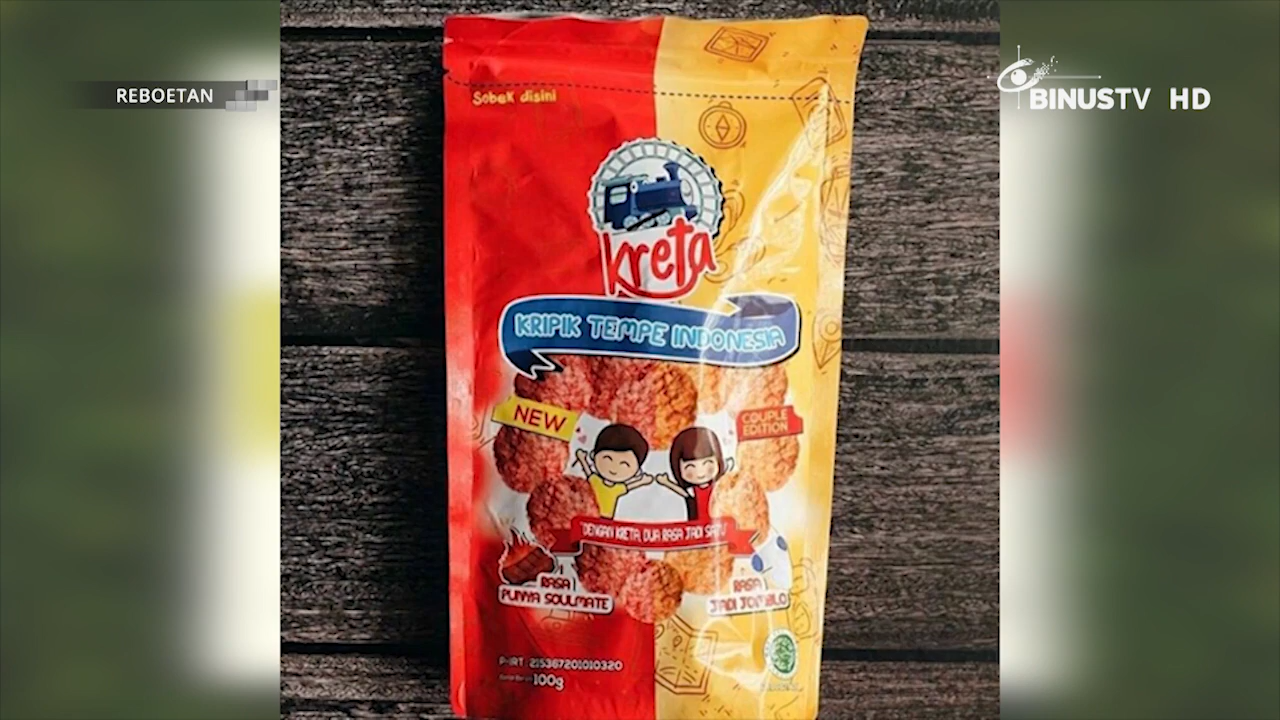 REBOETAN
BINUSTV HD
Sobek disini
Kreta
KRIPIK TEMPE INDONESIA
NEW
COUPLE
EDITION
"DENGAN KRETA, DUA RASA JADI SATU"
RASA
PUNYA SOULMATE
RASA
JADI JOMBLO
P-IRT : 215367201010320
100g